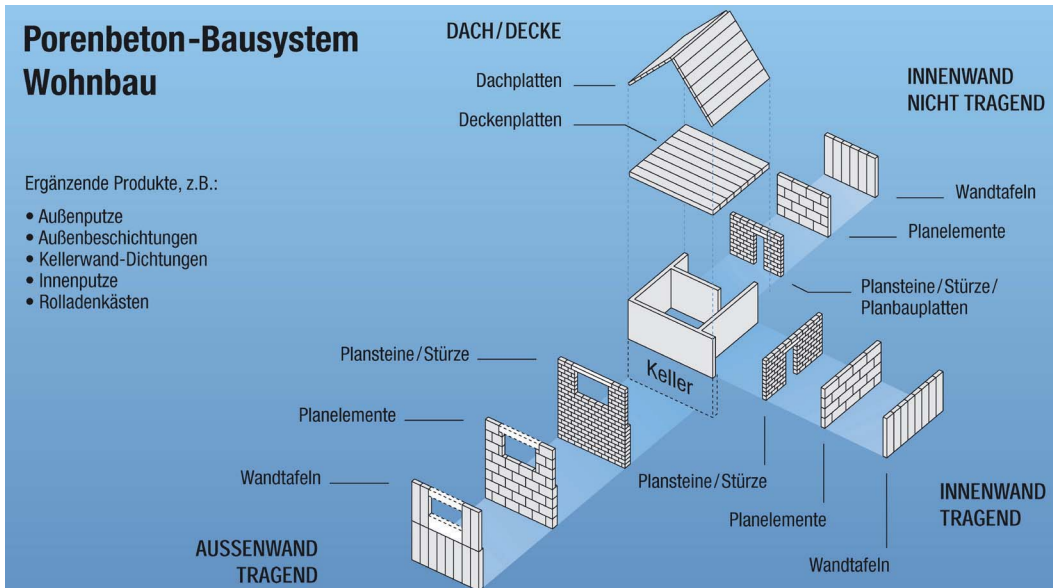 Porenbeton-Bausystem
Wohnbau
DACH/DECKE
Dachplatten
Deckenplatten
INNENWAND
NICHT TRAGEND
Wandtafeln
Planelemente
Plansteine/Stürze/
Planbauplatten
Ergänzende Produkte, z.B.:
• Außenputze
• Außenbeschichtungen
• Kellerwand-Dichtungen
• Innenputze
• Rolladenkästen
Keller
Plansteine/Stürze
Planelemente
Wandtafeln
AUSSENWAND
TRAGEND
Plansteine/Stürze
Planelemente
Wandtafeln
INNENWAND
TRAGEND